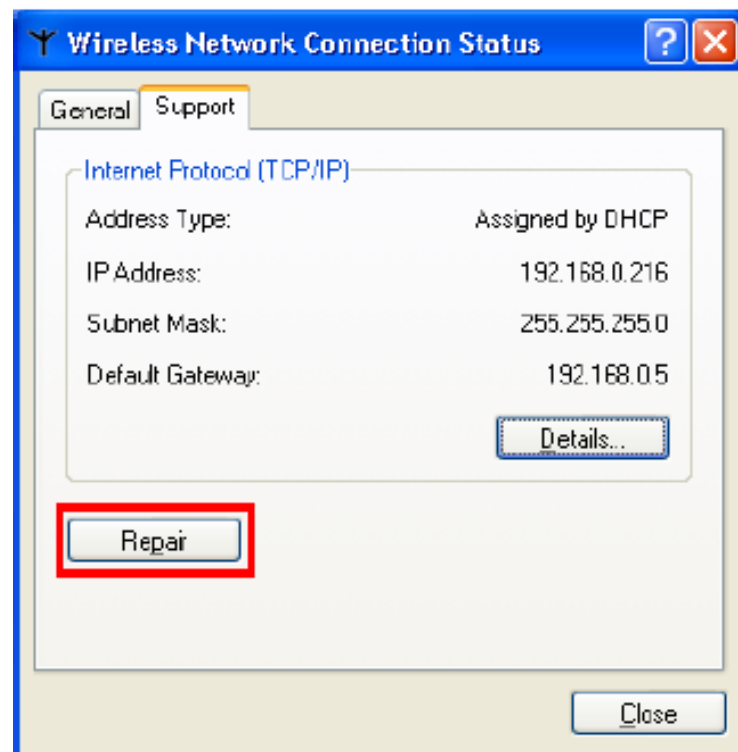 Wireless Network Connection Status
General Support
Internet Protocol (TCP/IP)
Address Type: Assigned by DHCP
IP Address: 192.168.0.216
Subnet Mask: 255.255.255.0
Default Gateway: 192.168.0.5
Details...
Repair
Close